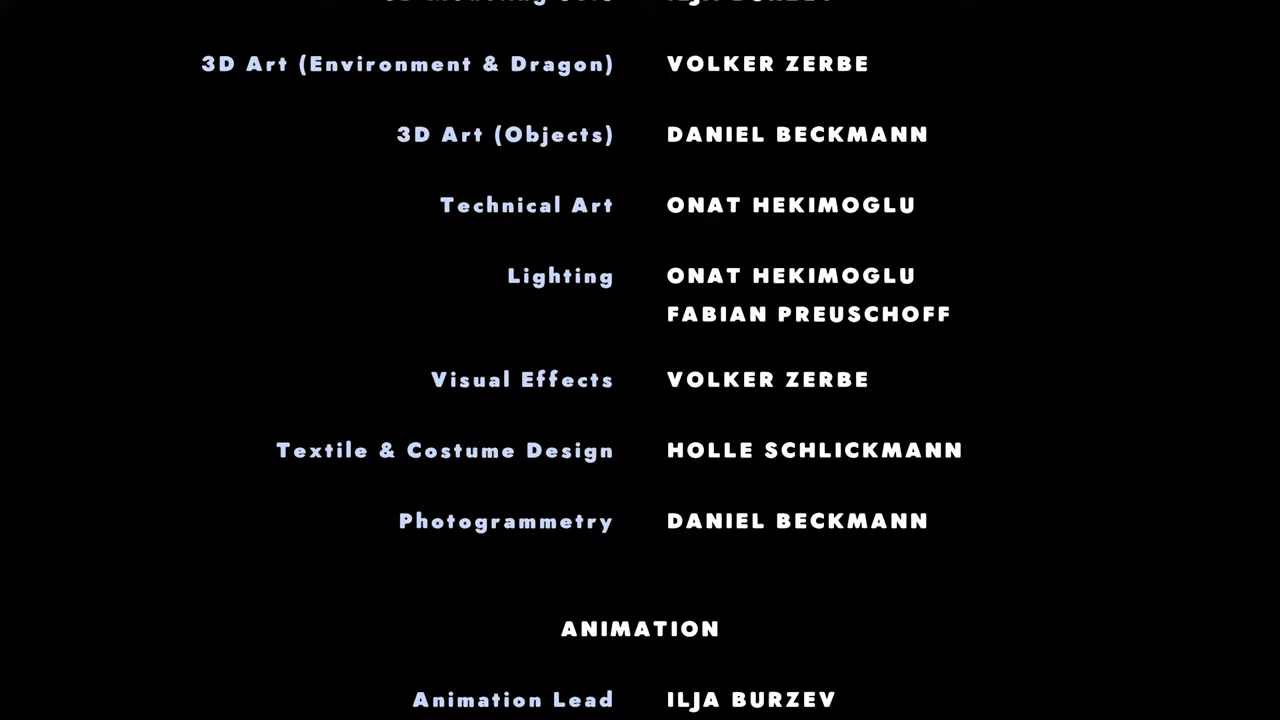 3D Art (Environment & Dragon) VOLKER ZERBE
3D Art (Objects) DANIEL BECKMANN
Technical Art ONAT HEKIMOGLU
Lighting ONAT HEKIMOGLU
FABIAN PREUSCHOFF
Visual Effects VOLKER ZERBE
Textile & Costume Design HOLLE SCHLICKMANN
Photogrammetry DANIEL BECKMANN
ANIMATION
Animation Lead ILJA BURZEV